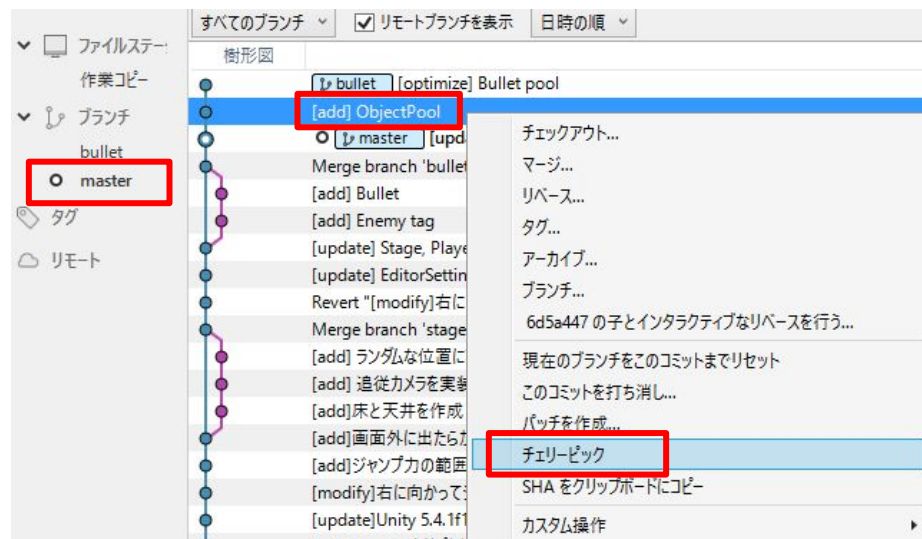 すべてのブランチ リモートブランチを表示 日時の順
ファイルステー
作業コピー
ブランチ
bullet
master
タグ
リモート
樹形図
bullet [optimize] Bullet pool
[add] ObjectPool
master [upd
Merge branch 'bullet
[add] Bullet
[add] Enemy tag
[update] Stage, Playe
[update] EditorSettin
Revert "[modify]右に
Merge branch 'stage
[add] ランダムな位置に
[add] 追従カメラを実装
[add]床と天井を作成
[add]画面外に出たらカ
[add]ジャンプ力の範囲
[modify]右に向かって
[update]Unity 5.4.1f1
チェックアウト...
マージ...
リベース...
タグ...
アーカイブ...
ブランチ...
6d5a447 の子とインタラクティブなリベースを行う...
現在のブランチをこのコミットまでリセット
このコミットを打ち消し...
パッチを作成...
チェリーピック
SHA をクリップボードにコピー
カスタム操作